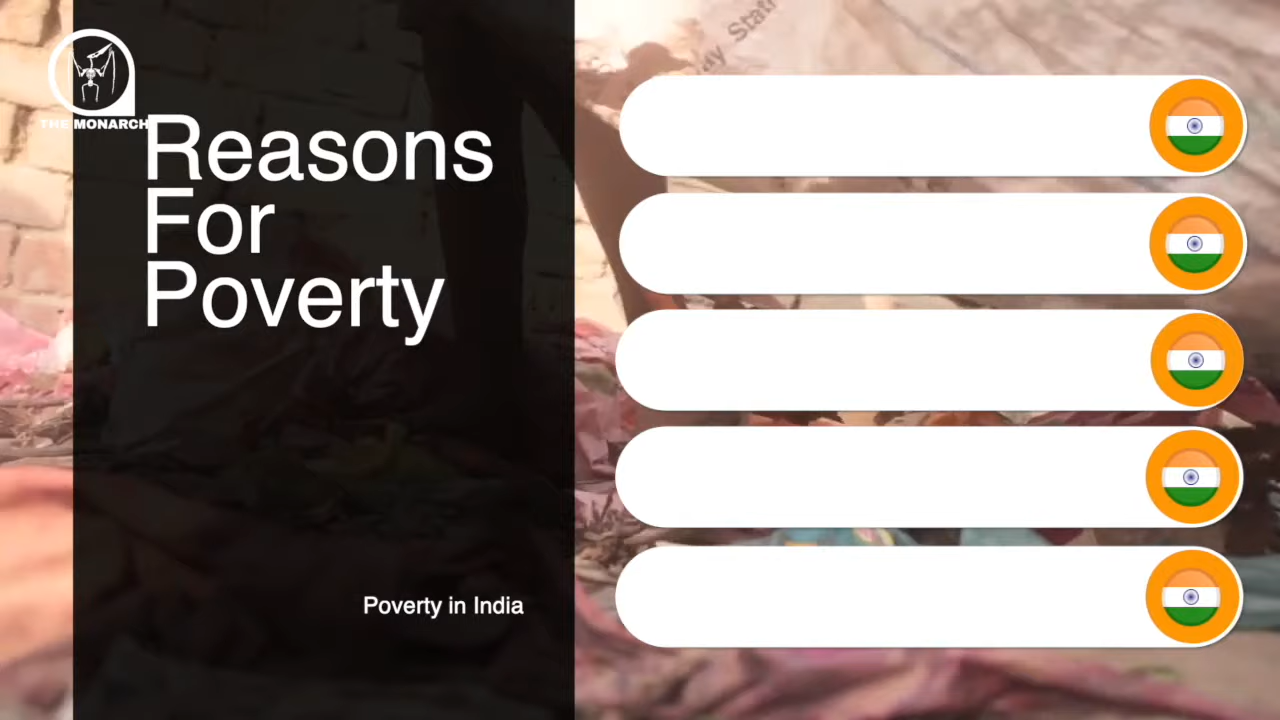 THE MONARCH
Reasons
For
Poverty
Poverty in India